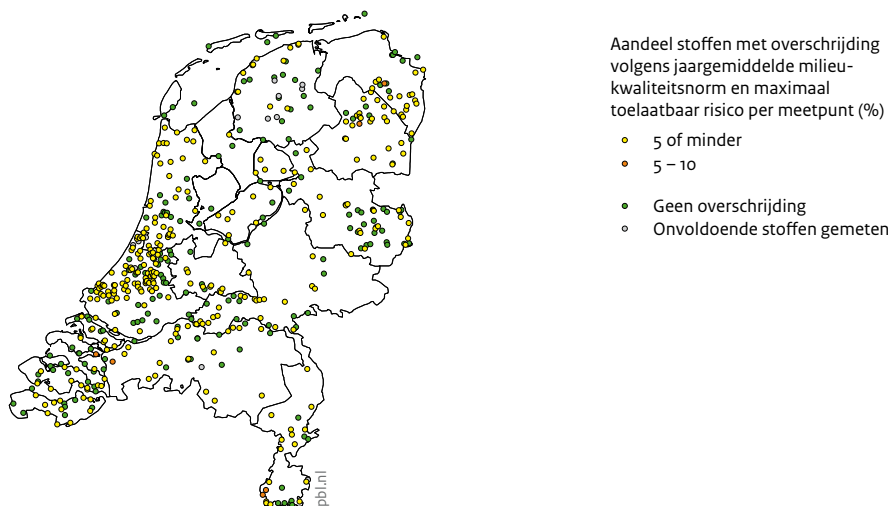 Aandeel stoffen met overschrijding
volgens jaargemiddelde milieu-
kwaliteitsnorm en maximaal
toelaatbaar risico per meetpunt (%)
5 of minder
5 – 10
Geen overschrijding
Onvoldoende stoffen gemeten
pbl.nl